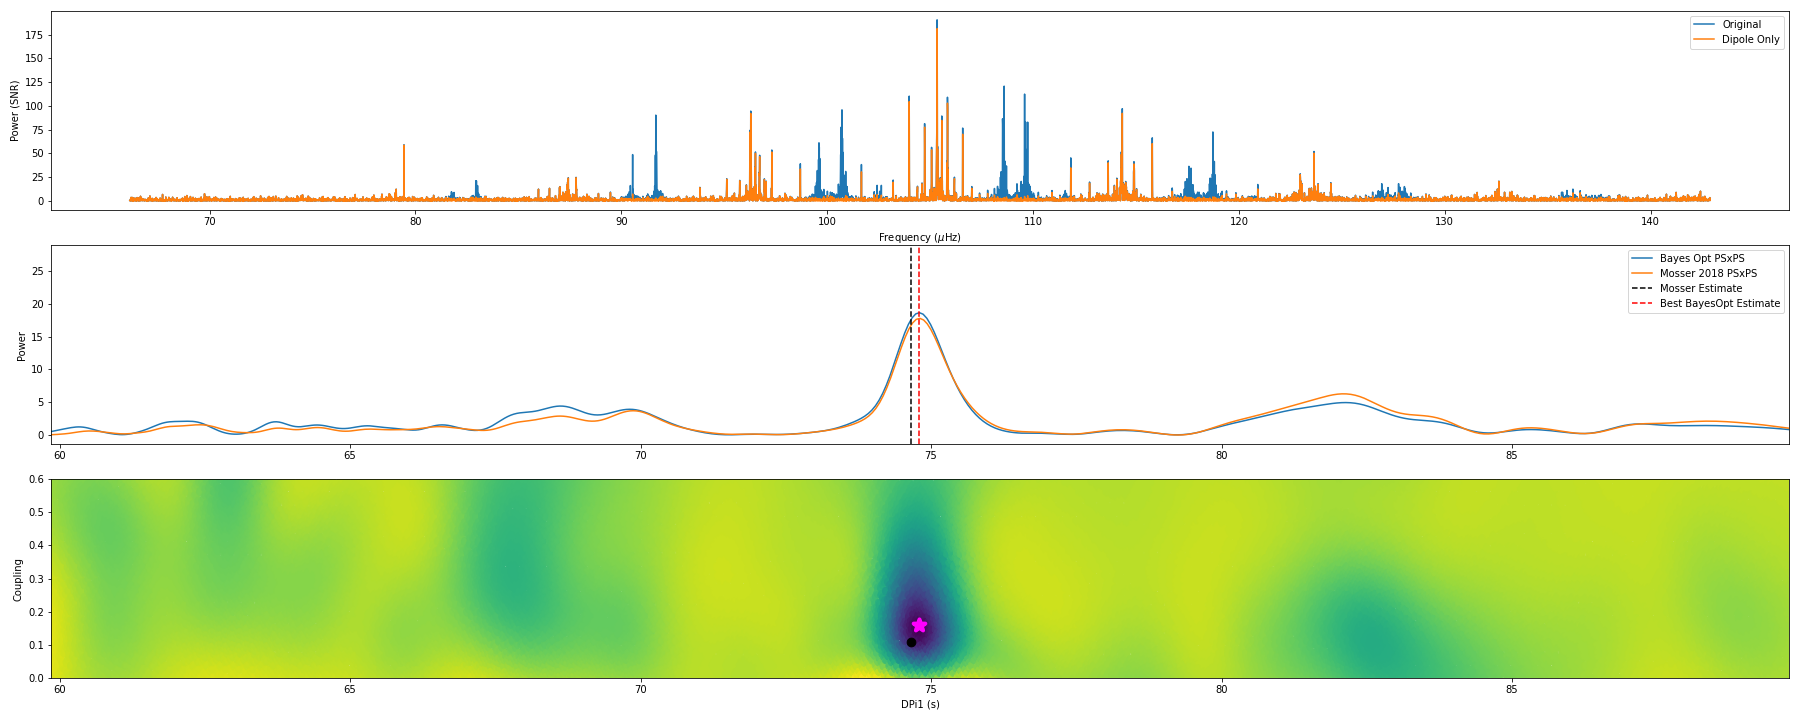 175
150
125
100
75
50
25
0
Power (SNR)
Original
Dipole Only
70 80 90 100 110 120 130 140
Frequency (μHz)
25
20
15
10
5
0
Power
Bayes Opt PSxPS
Mosser 2018 PSxPS
Mosser Estimate
Best BayesOpt Estimate
60 65 70 75 80 85
0.6
0.5
0.4
0.3
0.2
0.1
0.0
Coupling
60 65 70 75 80 85
DPi1 (s)